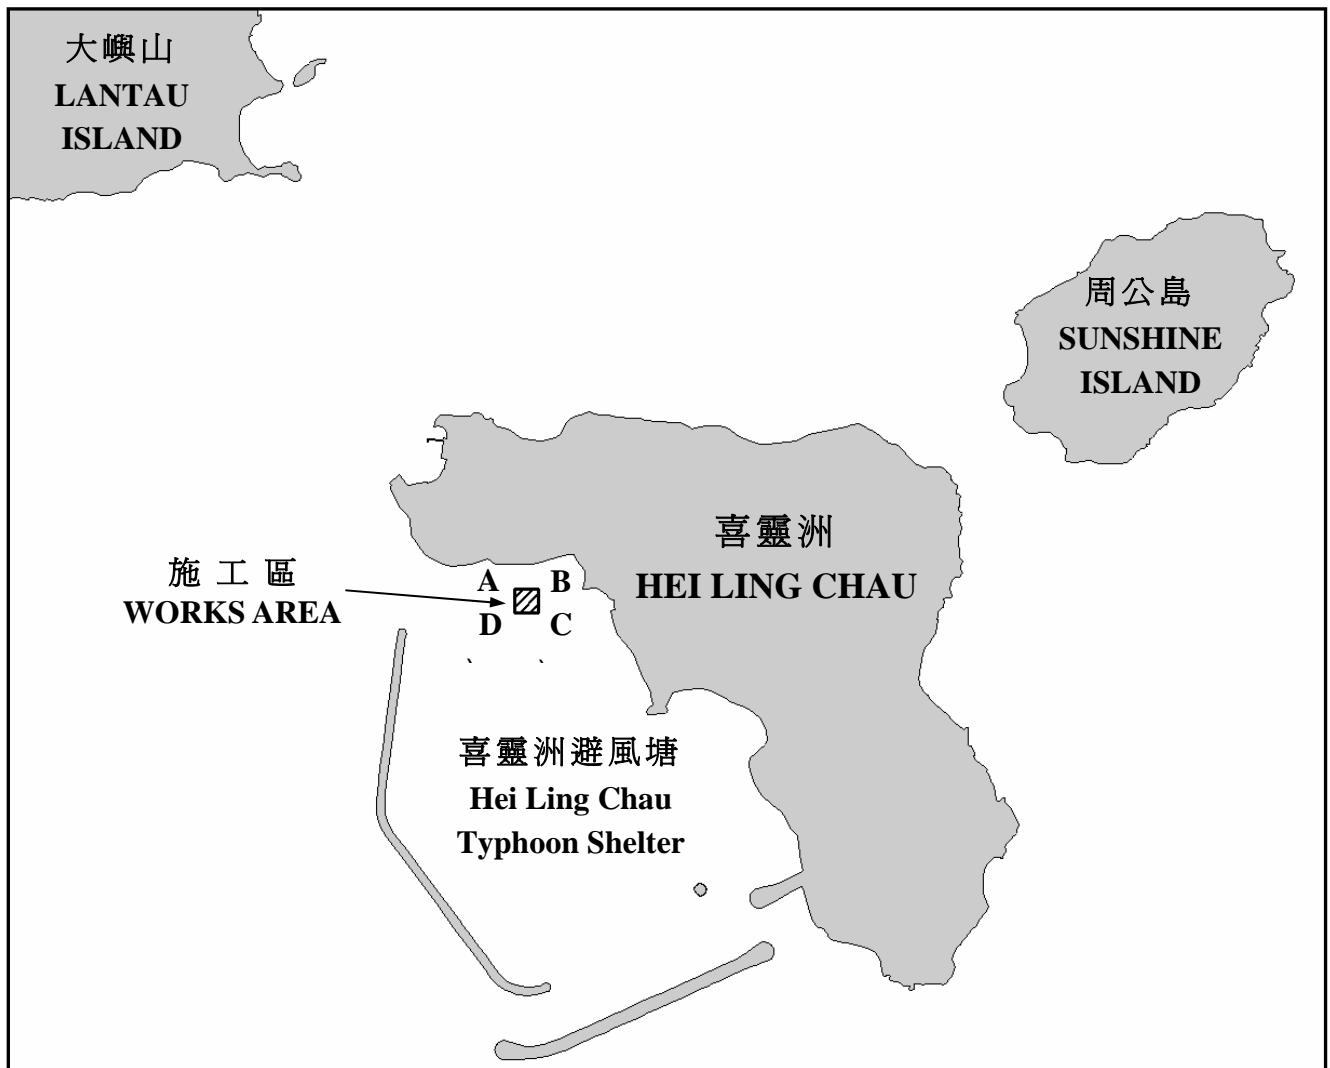 大嶼山
LANTAU
ISLAND
周公島
SUNSHINE
ISLAND
喜靈洲
HEI LING CHAU
施工區
WORKS AREA
A B
D C
喜靈洲避風塘
Hei Ling Chau
Typhoon Shelter